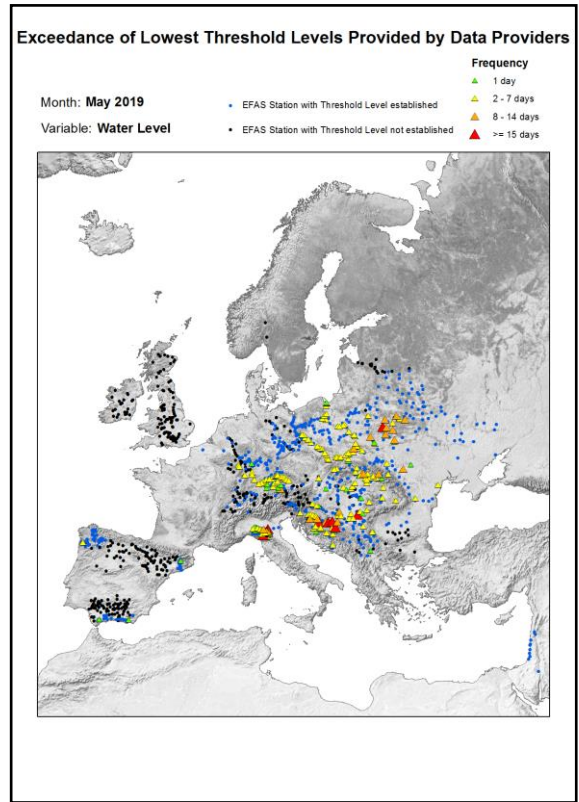 Exceedance of Lowest Threshold Levels Provided by Data Providers
Frequency
1 day
2 - 7 days
8 - 14 days
>= 15 days
Month: May 2019
Variable: Water Level
EFAS Station with Threshold Level established
EFAS Station with Threshold Level not established